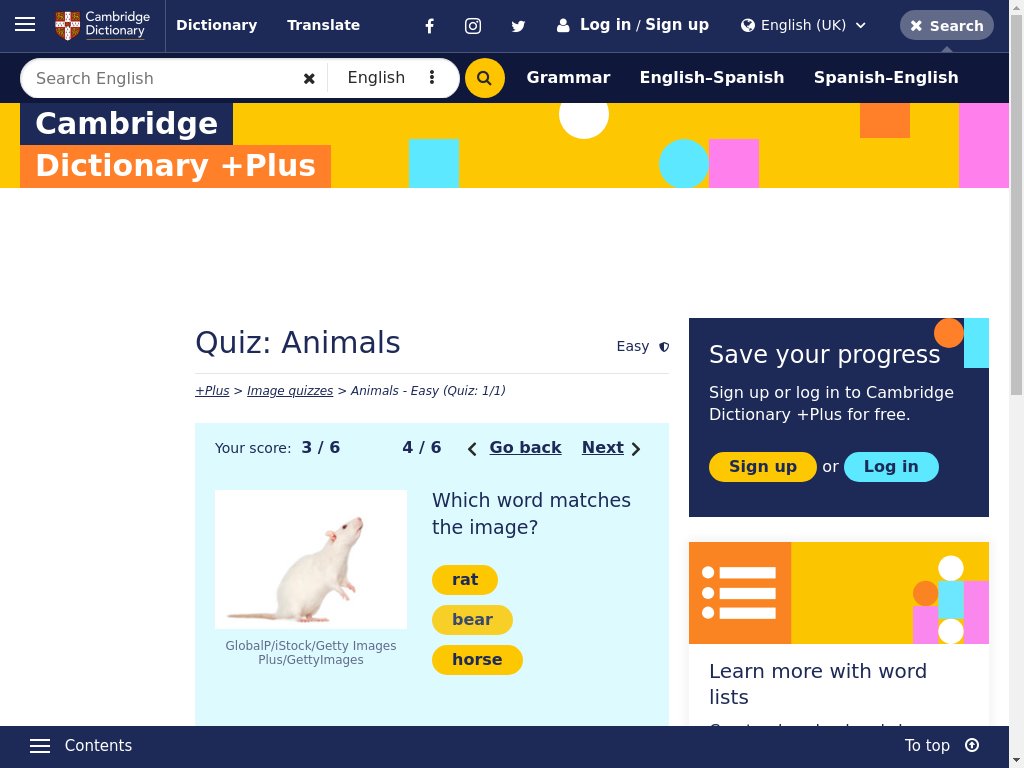 Cambridge
Dictionary
Dictionary
Translate
Log in / Sign up
English (UK)
Search
Search English
English
Grammar
English–Spanish
Spanish–English
Cambridge
Dictionary +Plus
Quiz: Animals
Easy
+Plus > Image quizzes > Animals - Easy (Quiz: 1/1)
Your score: 3 / 6
4 / 6
Go back
Next
GlobalP/iStock/Getty Images
Plus/GettyImages
Which word matches
the image?
rat
bear
horse
Save your progress
Sign up or log in to Cambridge
Dictionary +Plus for free.
Sign up or Log in
Learn more with word
lists
Contents
To top